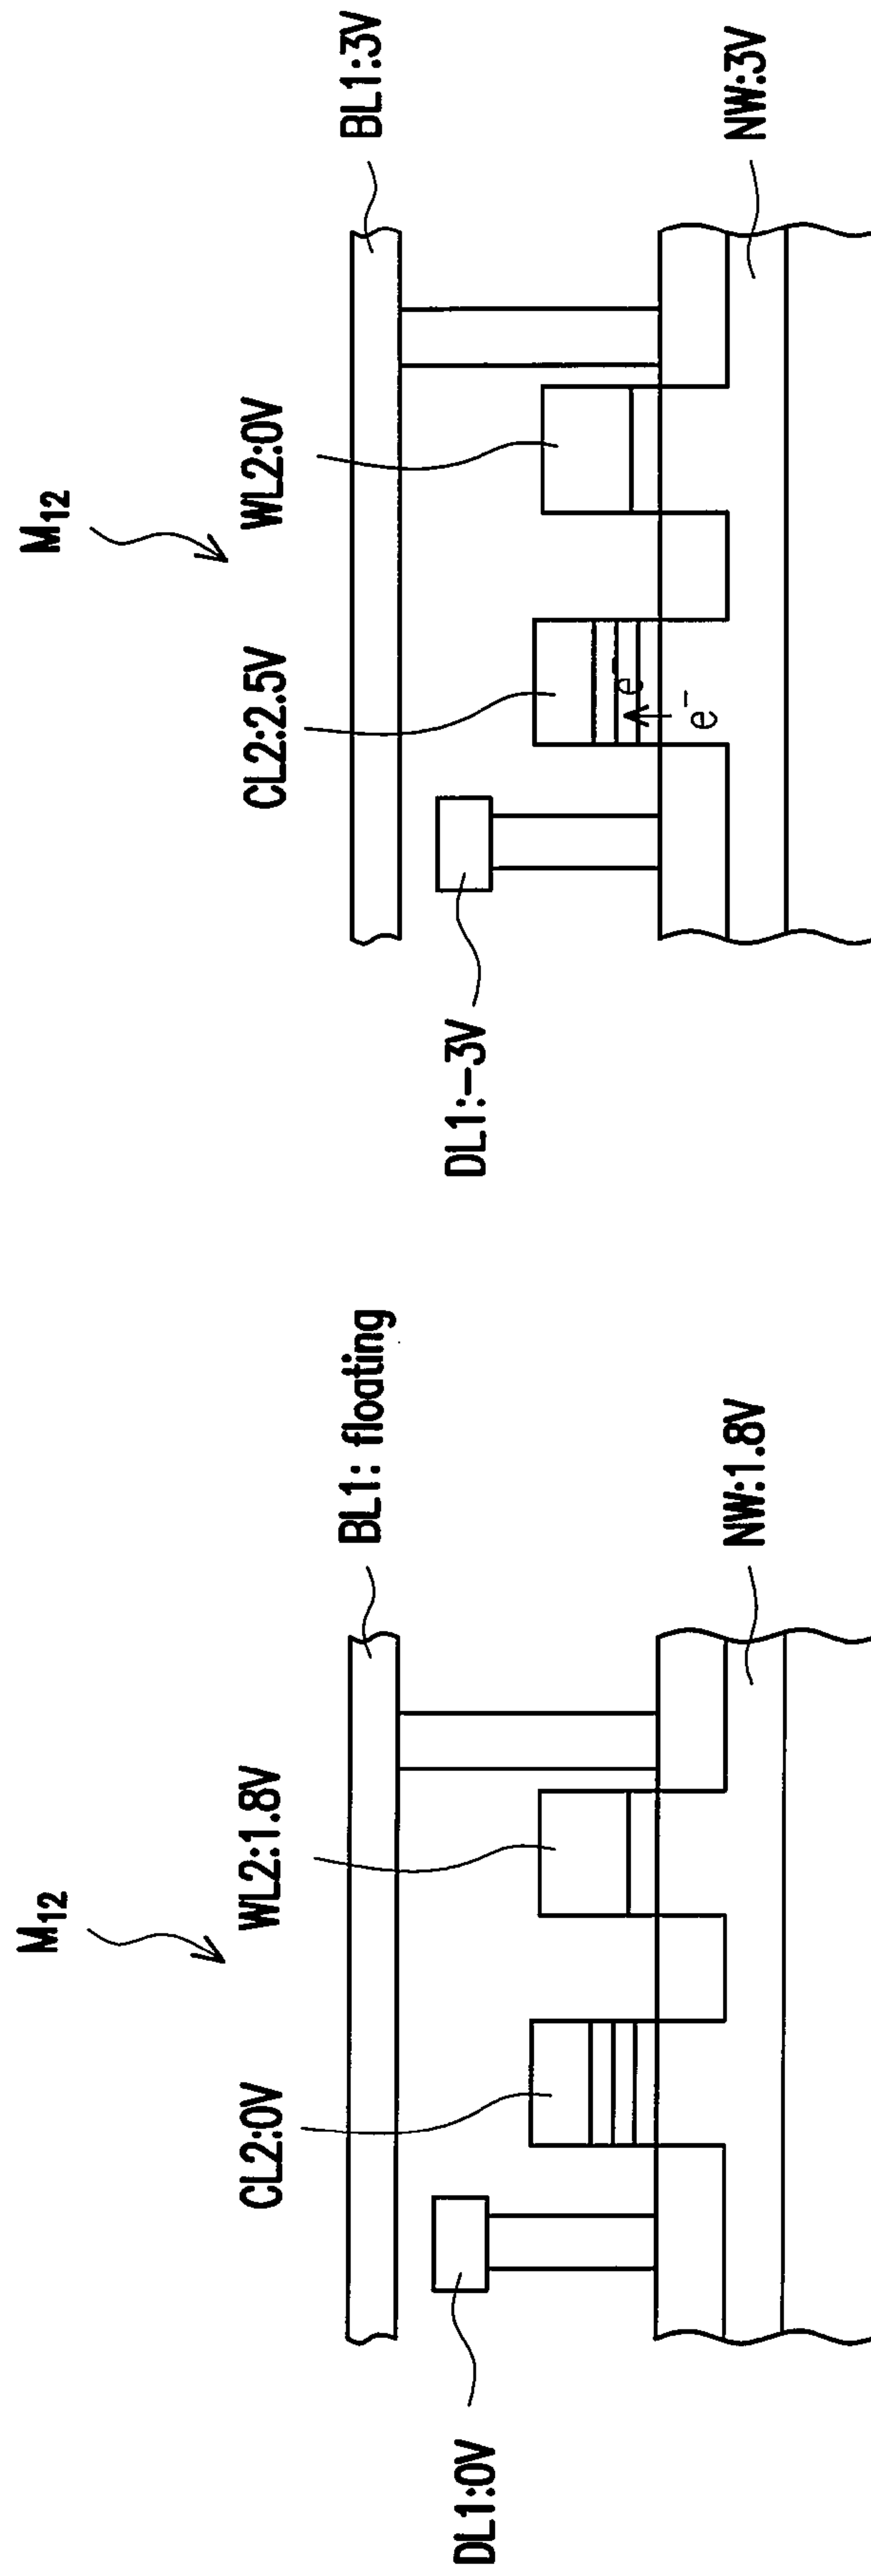 M12
CL2:0V
WL2:1.8V
BL1: floating
DL1:0V
NW:1.8V
M12
CL2:2.5V
WL2:0V
BL1:3V
DL1:-3V
e
e-
NW:3V